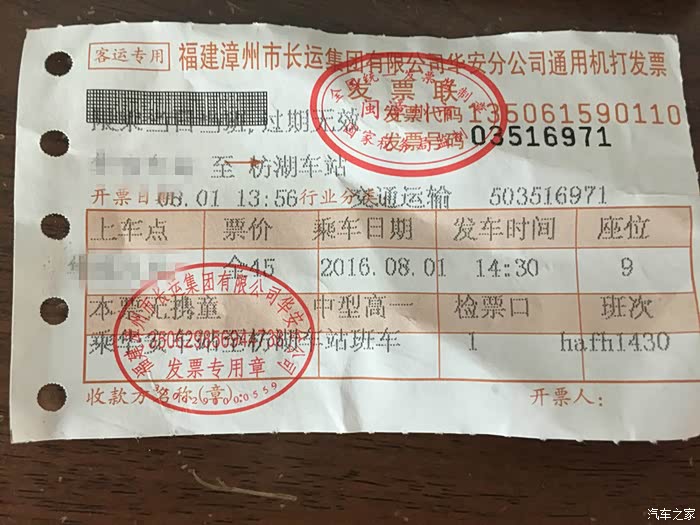 客运专用 福建漳州市长运集团有限公司华安分公司通用机打发票
发票联
发票代码 135061590110
发票号码 03516971
限乘当日当班,过期无效
至 枋湖车站
开票日期 08.01 13:56 行业分类 交通运输 503516971
上车点 票价 乘车日期 发车时间 座位
全45 2016.08.01 14:30 9
本票无携童 中型高一 检票口 班次
枋湖车站班车 1 hafh1430
发票专用章
收款方名称(章): 开票人:
汽车之家